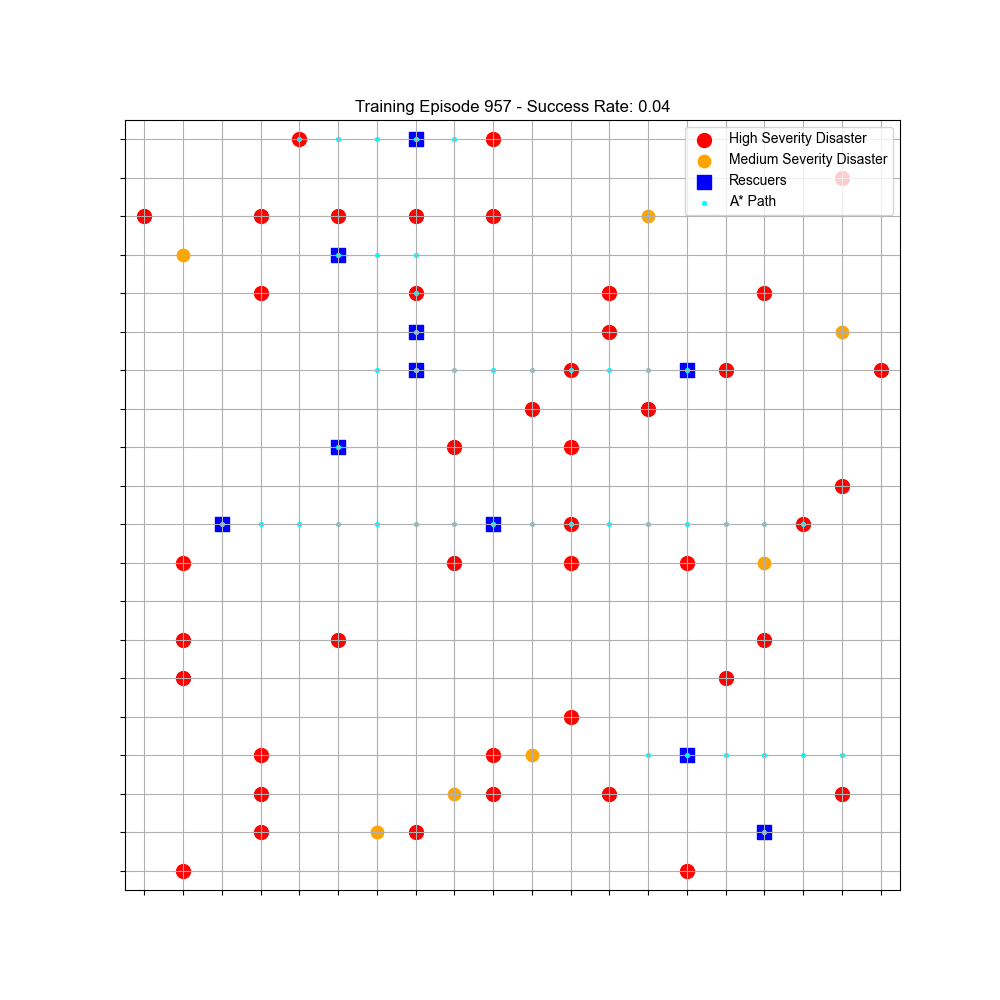 Training Episode 957 - Success Rate: 0.04
High Severity Disaster
Medium Severity Disaster
Rescuers
A* Path